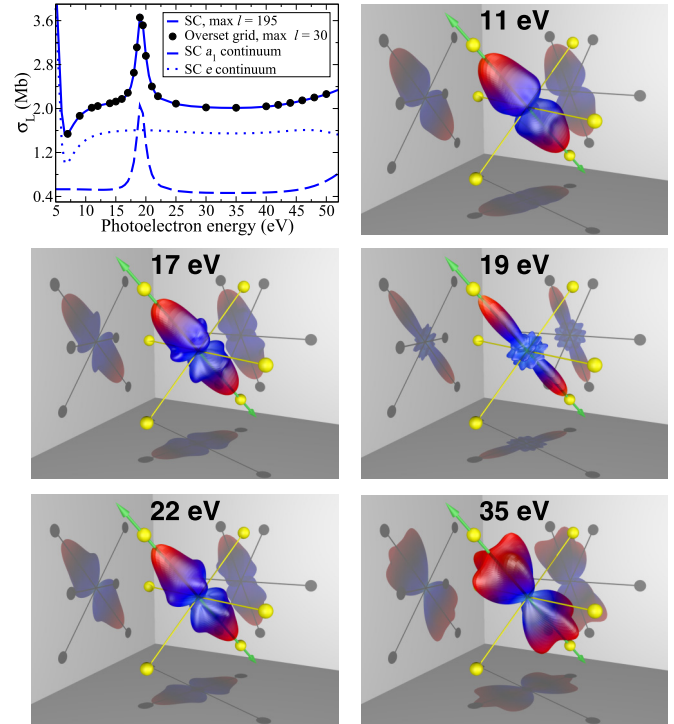 3.6
2.8
2.0
1.2
0.4
σL (Mb)
SC, max l = 195
Overset grid, max l = 30
SC a1 continuum
SC e continuum
5 10 15 20 25 30 35 40 45 50
Photoelectron energy (eV)
11 eV
17 eV
19 eV
22 eV
35 eV